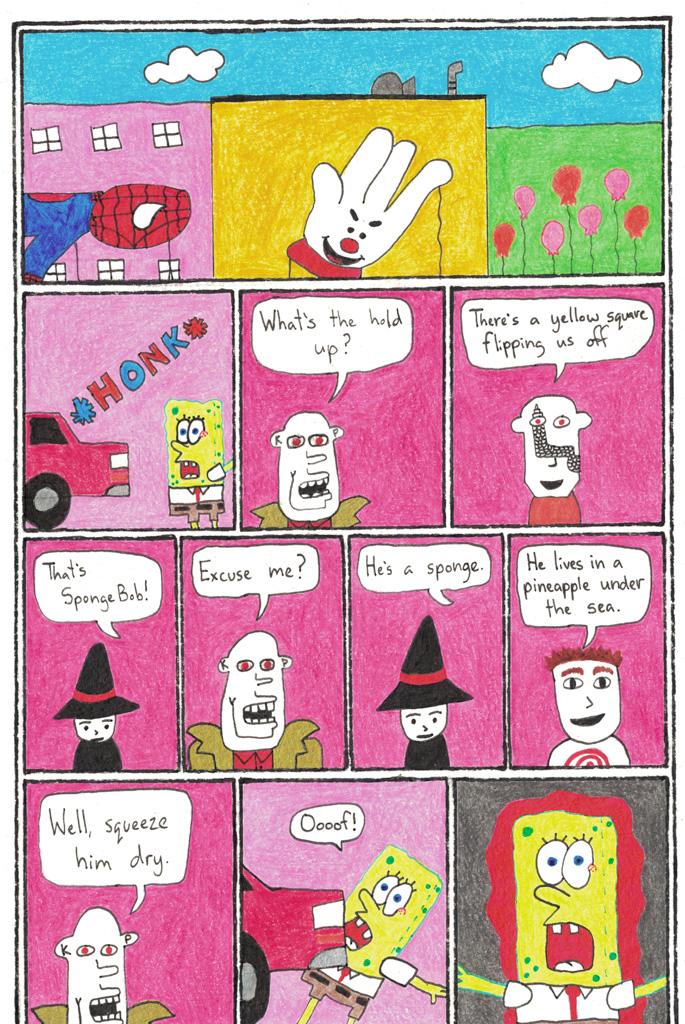 *HONK*
What's the hold
up?
There's a yellow square
flipping us off
K P
That's
SpongeBob!
Excuse me?
K P
He's a sponge.
He lives in a
pineapple under
the sea.
Well, squeeze
him dry.
K P
Oooof!